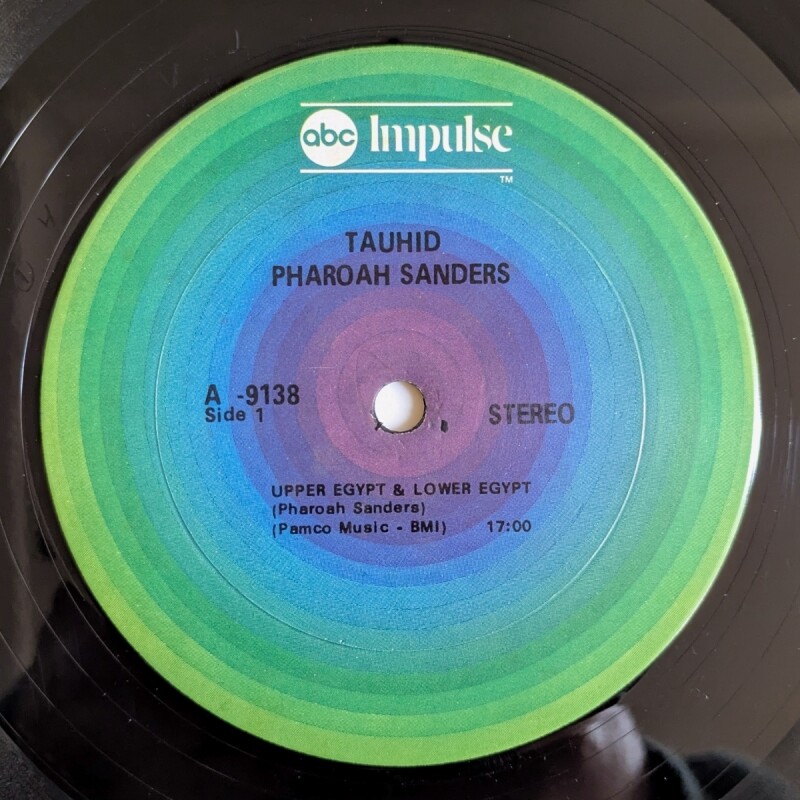 abc Impulse
TM
TAUHID
PHAROAH SANDERS
A -9138
Side 1
STEREO
UPPER EGYPT & LOWER EGYPT
(Pharoah Sanders)
(Pamco Music - BMI) 17:00